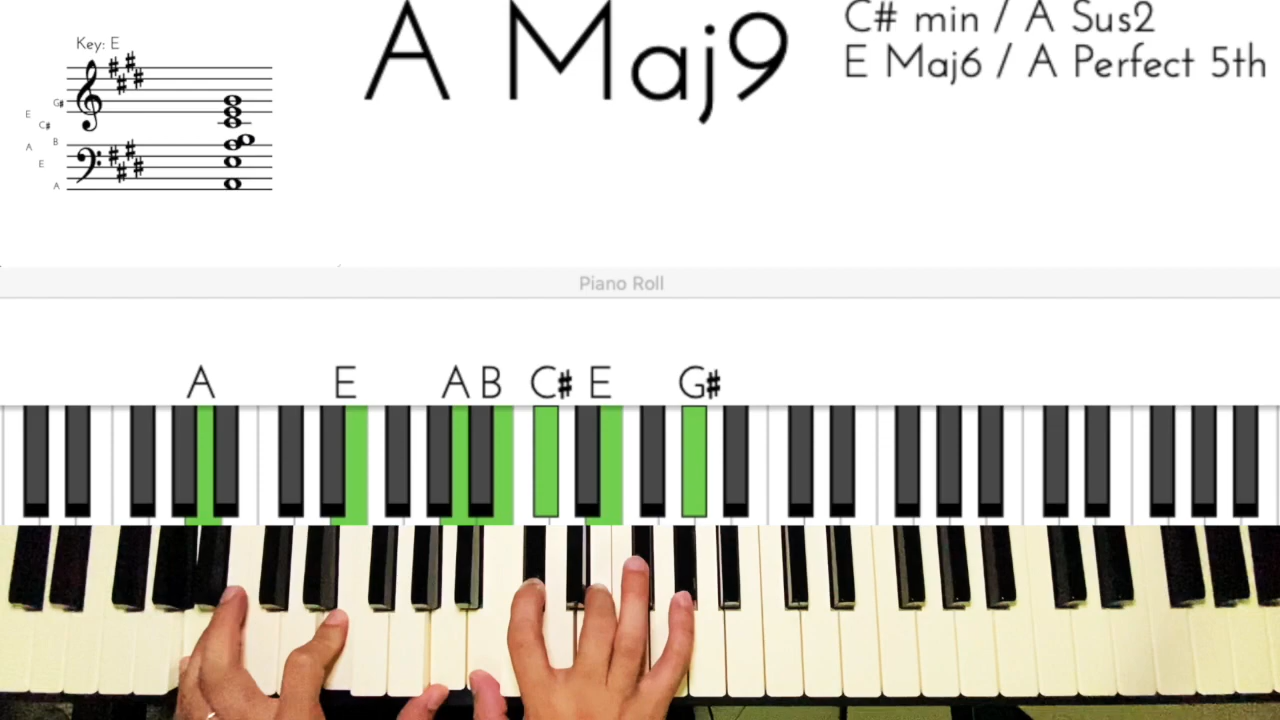 Key: E
A Maj9
C# min / A Sus2
E Maj6 / A Perfect 5th
G#
E
C#
B
A
E
A
Piano Roll
A E A B C# E G#